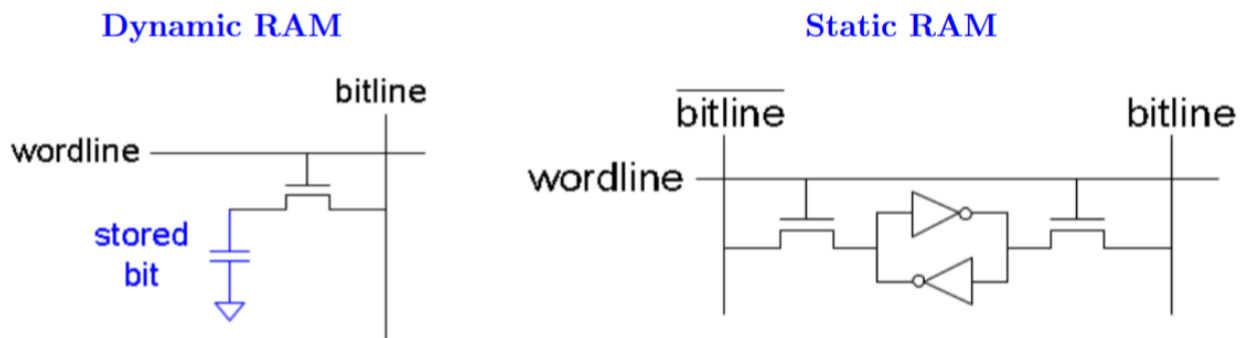 Dynamic RAM
bitline
wordline
stored
bit
Static RAM
bitline
bitline
wordline